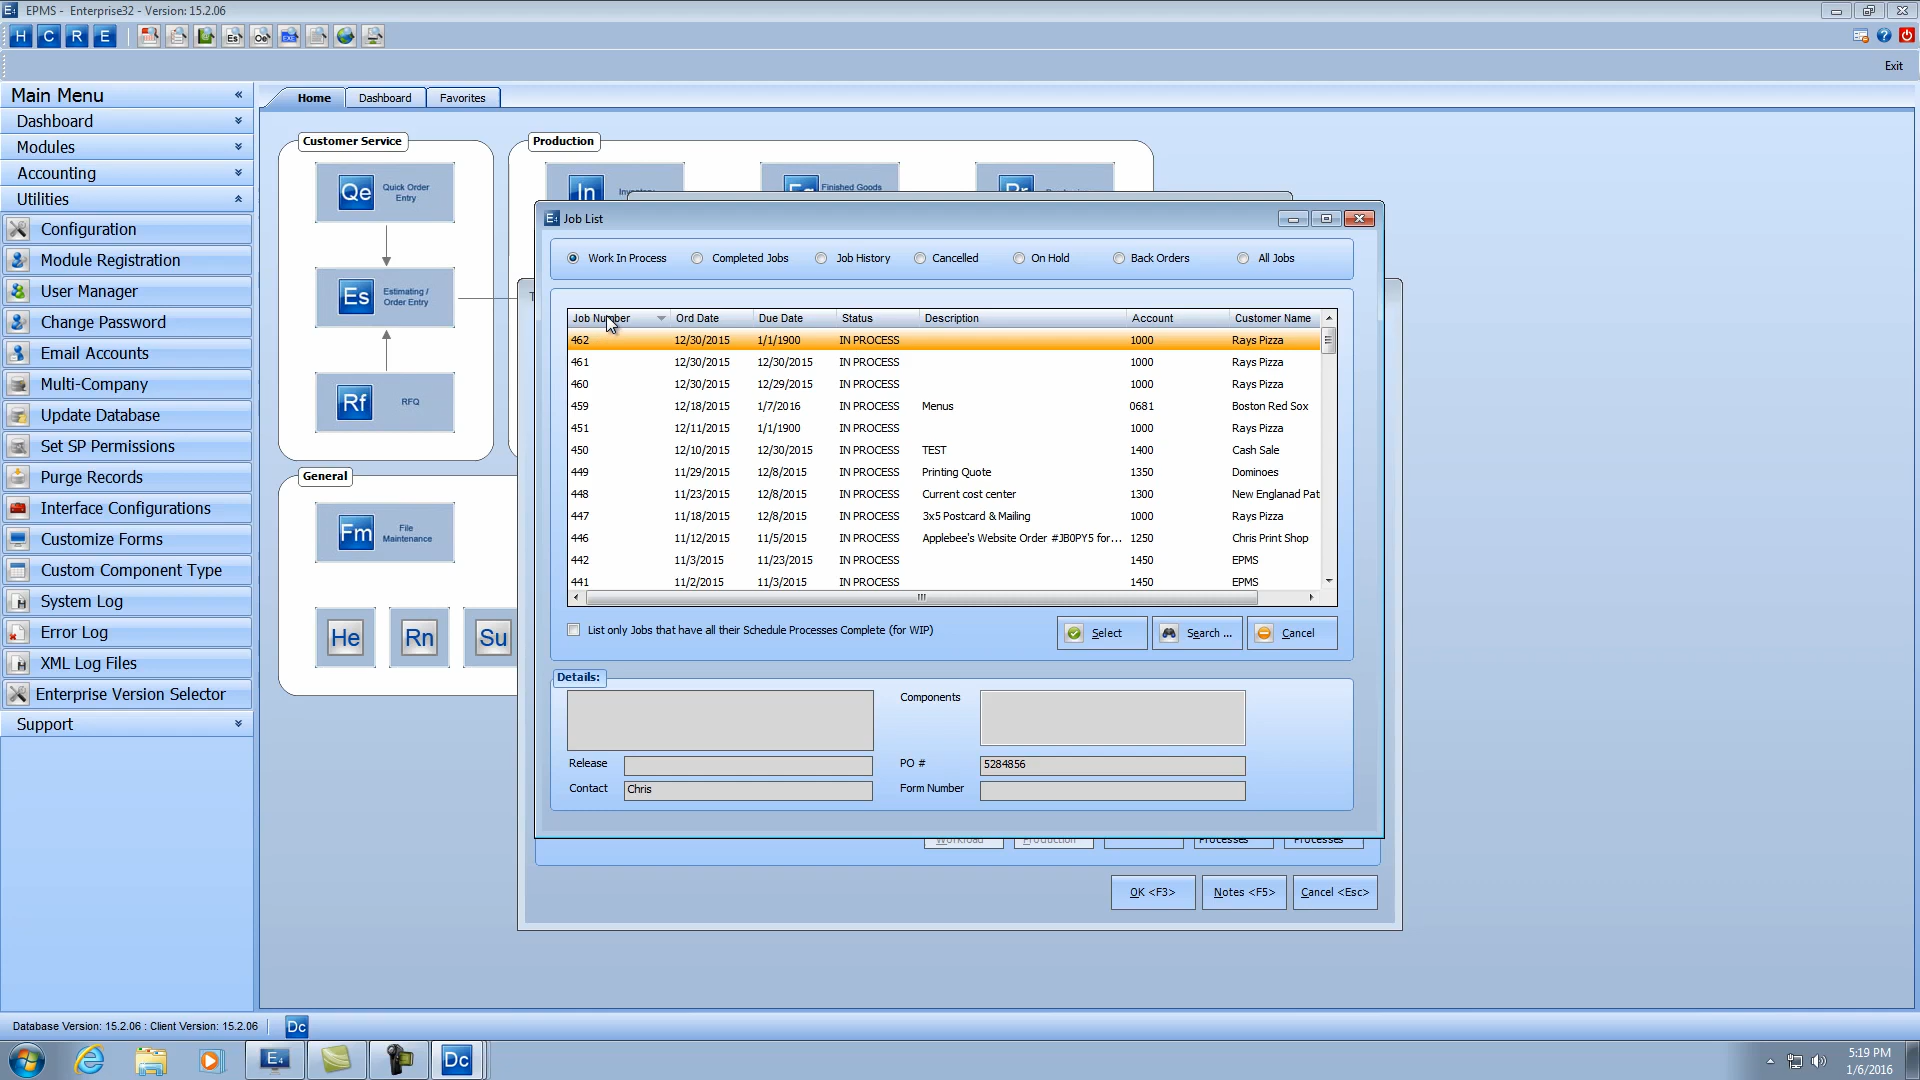 EPMS - Enterprise32 - Version: 15.2.06
H C R E
Es Oe EXE
Exit
Main Menu
Dashboard
Modules
Accounting
Utilities
Configuration
Module Registration
User Manager
Change Password
Email Accounts
Multi-Company
Update Database
Set SP Permissions
Purge Records
Interface Configurations
Customize Forms
Custom Component Type
System Log
Error Log
XML Log Files
Enterprise Version Selector
Support
Home Dashboard Favorites
Customer Service
Qe Quick Order
Entry
Es Estimating /
Order Entry
Rf RFQ
Production
In
Finished Goods
General
Fm File
Maintenance
He Rn Su
E4 Job List
Work In Process Completed Jobs Job History Cancelled On Hold Back Orders All Jobs
Job Number Ord Date Due Date Status Description Account Customer Name
462 12/30/2015 1/1/1900 IN PROCESS 1000 Rays Pizza
461 12/30/2015 12/30/2015 IN PROCESS 1000 Rays Pizza
460 12/30/2015 12/29/2015 IN PROCESS 1000 Rays Pizza
459 12/18/2015 1/7/2016 IN PROCESS Menus 0681 Boston Red Sox
451 12/11/2015 1/1/1900 IN PROCESS 1000 Rays Pizza
450 12/10/2015 12/30/2015 IN PROCESS TEST 1400 Cash Sale
449 11/29/2015 12/8/2015 IN PROCESS Printing Quote 1350 Dominoes
448 11/23/2015 12/8/2015 IN PROCESS Current cost center 1300 New Englanad Pat
447 11/18/2015 12/8/2015 IN PROCESS 3x5 Postcard & Mailing 1000 Rays Pizza
446 11/12/2015 11/5/2015 IN PROCESS Applebee's Website Order #JB0PY5 for... 1250 Chris Print Shop
442 11/3/2015 11/23/2015 IN PROCESS 1450 EPMS
441 11/2/2015 11/3/2015 IN PROCESS 1450 EPMS
List only Jobs that have all their Schedule Processes Complete (for WIP)
Select Search ... Cancel
Details:
Components
Release
PO # 5284856
Contact Chris
Form Number
Workload Production Processes Processes
OK <F3> Notes <F5> Cancel <Esc>
Database Version: 15.2.06 : Client Version: 15.2.06 Dc
E4 Dc
5:19 PM
1/6/2016